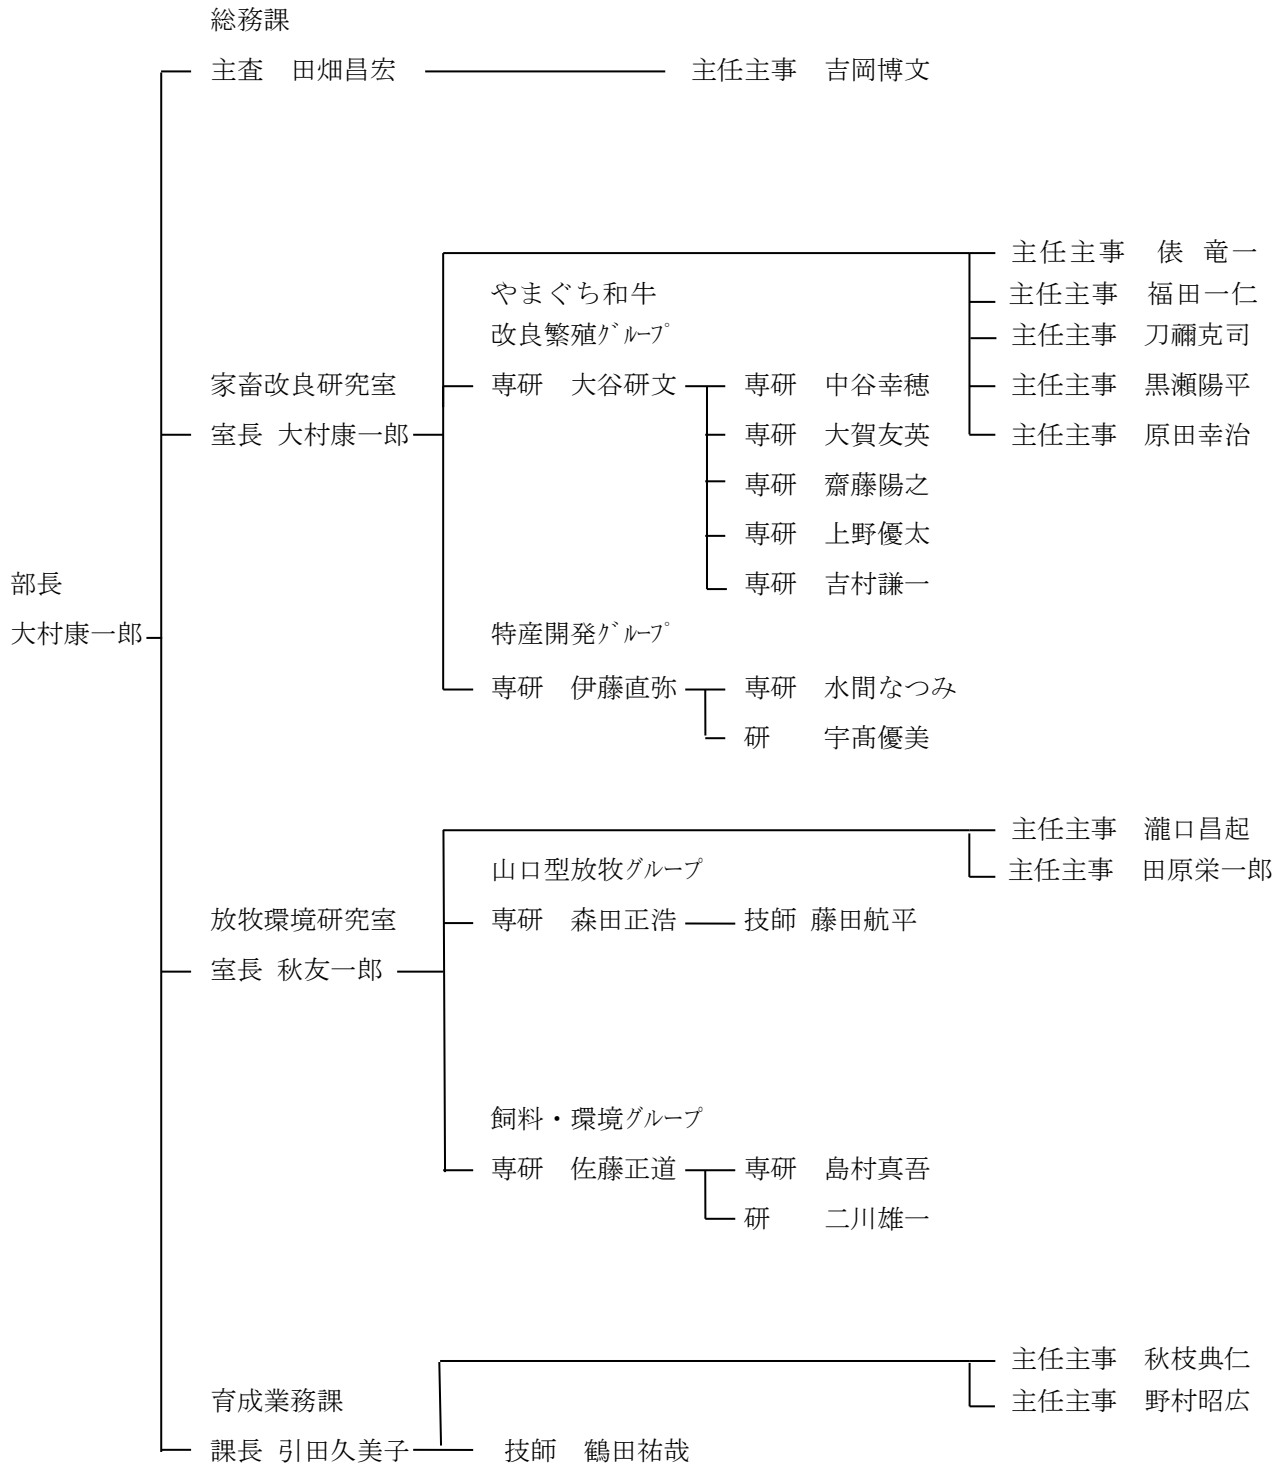 総務課
主査 田畑昌宏 主任主事 吉岡博文
主任主事 俵 竜一
やまぐち和牛 主任主事 福田一仁
改良繁殖ｸﾞﾙｰﾌﾟ 主任主事 刀禰克司
家畜改良研究室 専研 大谷研文 専研 中谷幸穂 主任主事 黒瀬陽平
室長 大村康一郎 専研 大賀友英 主任主事 原田幸治
専研 齋藤陽之
専研 上野優太
部長 専研 吉村謙一
大村康一郎 特産開発ｸﾞﾙｰﾌﾟ
専研 伊藤直弥 専研 水間なつみ
研 宇髙優美
主任主事 瀧口昌起
山口型放牧グループ 主任主事 田原栄一郎
放牧環境研究室 専研 森田正浩 技師 藤田航平
室長 秋友一郎
飼料・環境グループ
専研 佐藤正道 専研 島村真吾
研 二川雄一
主任主事 秋枝典仁
育成業務課 主任主事 野村昭広
課長 引田久美子 技師 鶴田祐哉